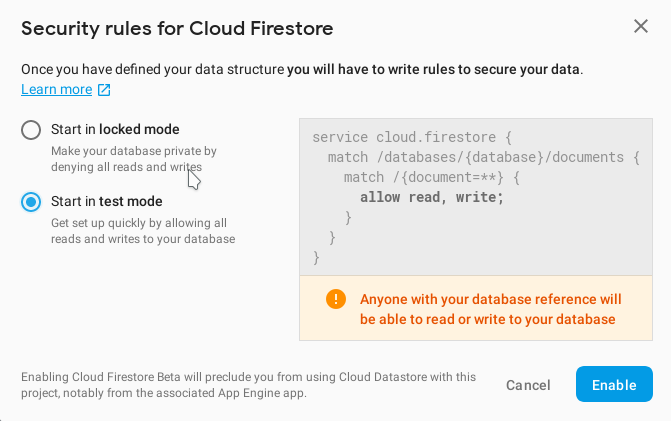 Security rules for Cloud Firestore
Once you have defined your data structure you will have to write rules to secure your data.
Learn more
Start in locked mode
Make your database private by
denying all reads and writes
Start in test mode
Get set up quickly by allowing all
reads and writes to your database
service cloud.firestore {
  match /databases/{database}/documents {
    match /{document=**} {
      allow read, write;
    }
  }
}
Anyone with your database reference will
be able to read or write to your database
Enabling Cloud Firestore Beta will preclude you from using Cloud Datastore with this
project, notably from the associated App Engine app.
Cancel
Enable